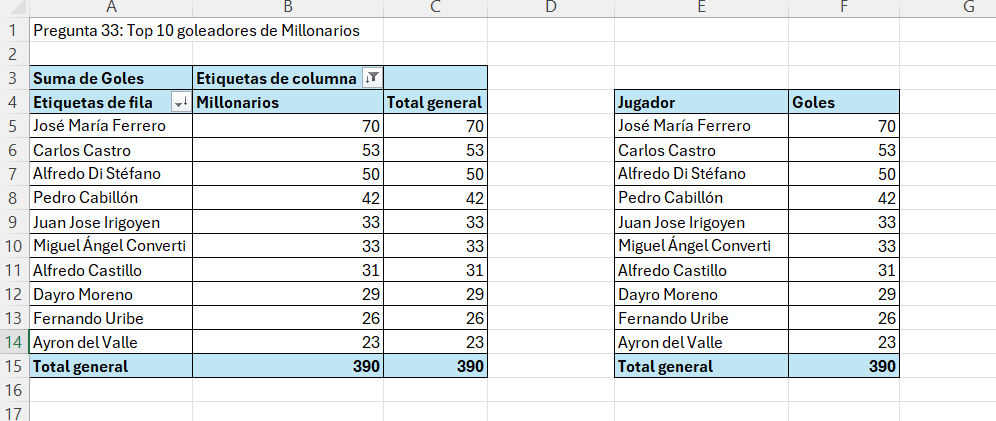 A B C D E F G
1 Pregunta 33: Top 10 goleadores de Millonarios
2
3 Suma de Goles Etiquetas de columna
4 Etiquetas de fila Millonarios Total general Jugador Goles
5 José María Ferrero 70 70 José María Ferrero 70
6 Carlos Castro 53 53 Carlos Castro 53
7 Alfredo Di Stéfano 50 50 Alfredo Di Stéfano 50
8 Pedro Cabillón 42 42 Pedro Cabillón 42
9 Juan Jose Irigoyen 33 33 Juan Jose Irigoyen 33
10 Miguel Ángel Converti 33 33 Miguel Ángel Converti 33
11 Alfredo Castillo 31 31 Alfredo Castillo 31
12 Dayro Moreno 29 29 Dayro Moreno 29
13 Fernando Uribe 26 26 Fernando Uribe 26
14 Ayron del Valle 23 23 Ayron del Valle 23
15 Total general 390 390 Total general 390
16
17